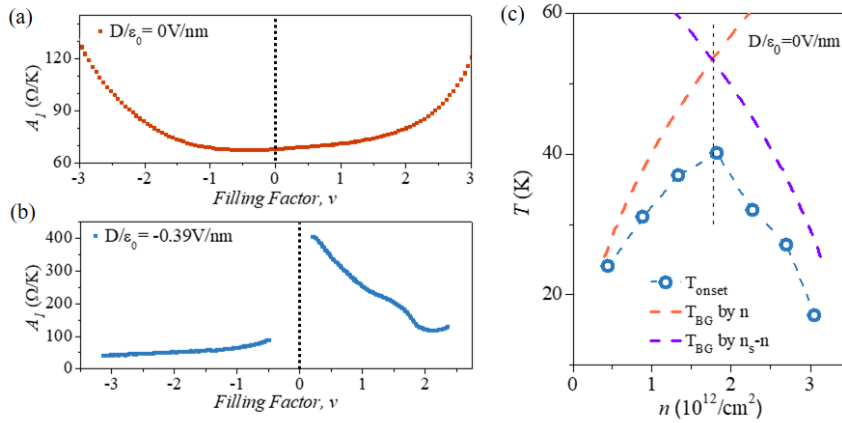 (a)
D/ε₀= 0V/nm
A₁ (Ω/K)
120
90
60
-3 -2 -1 0 1 2 3
Filling Factor, v
(b)
D/ε₀= -0.39V/nm
A₁ (Ω/K)
400
300
200
100
0
-3 -2 -1 0 1 2
Filling Factor, v
(c)
D/ε₀=0V/nm
T (K)
60
40
20
T_onset
T_BG by n
T_BG by n_s-n
0 1 2 3
n (10¹²/cm²)